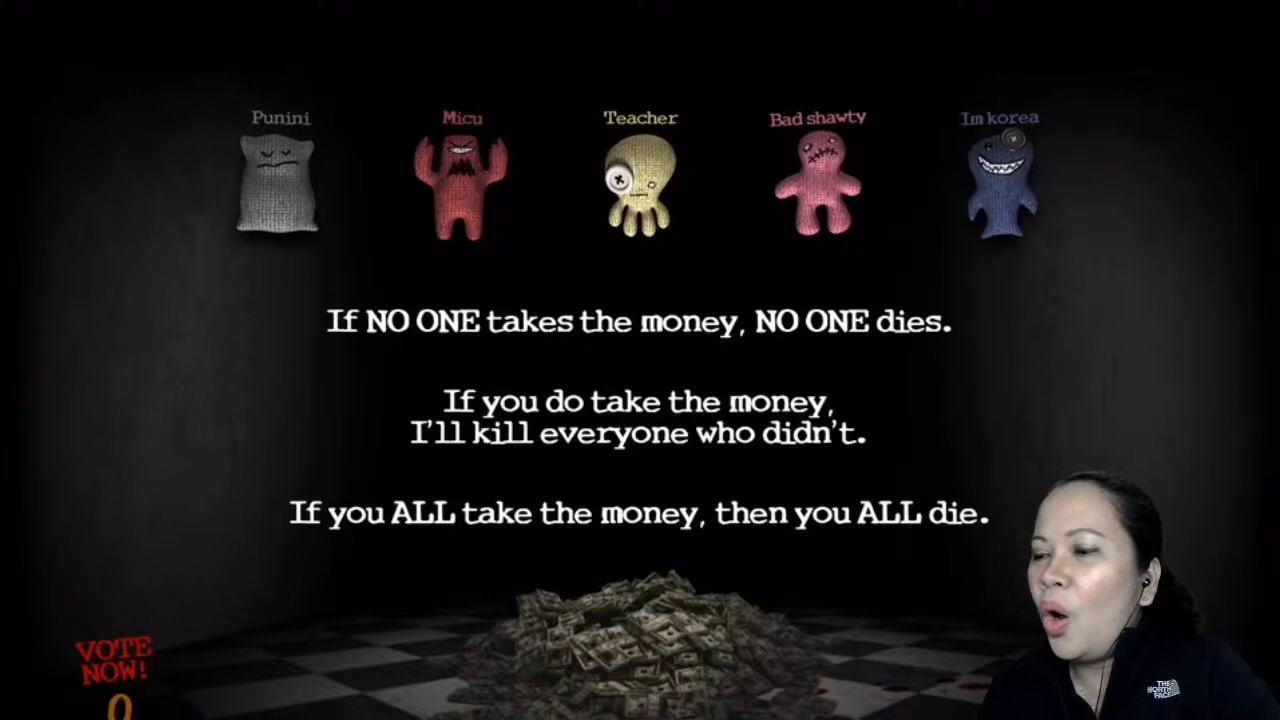 Punini
Micu
Teacher
Bad shawty
Im korea
If NO ONE takes the money, NO ONE dies.
If you do take the money,
I'll kill everyone who didn't.
If you ALL take the money, then you ALL die.
VOTE
NOW!
0
THE
NORTH
FACE